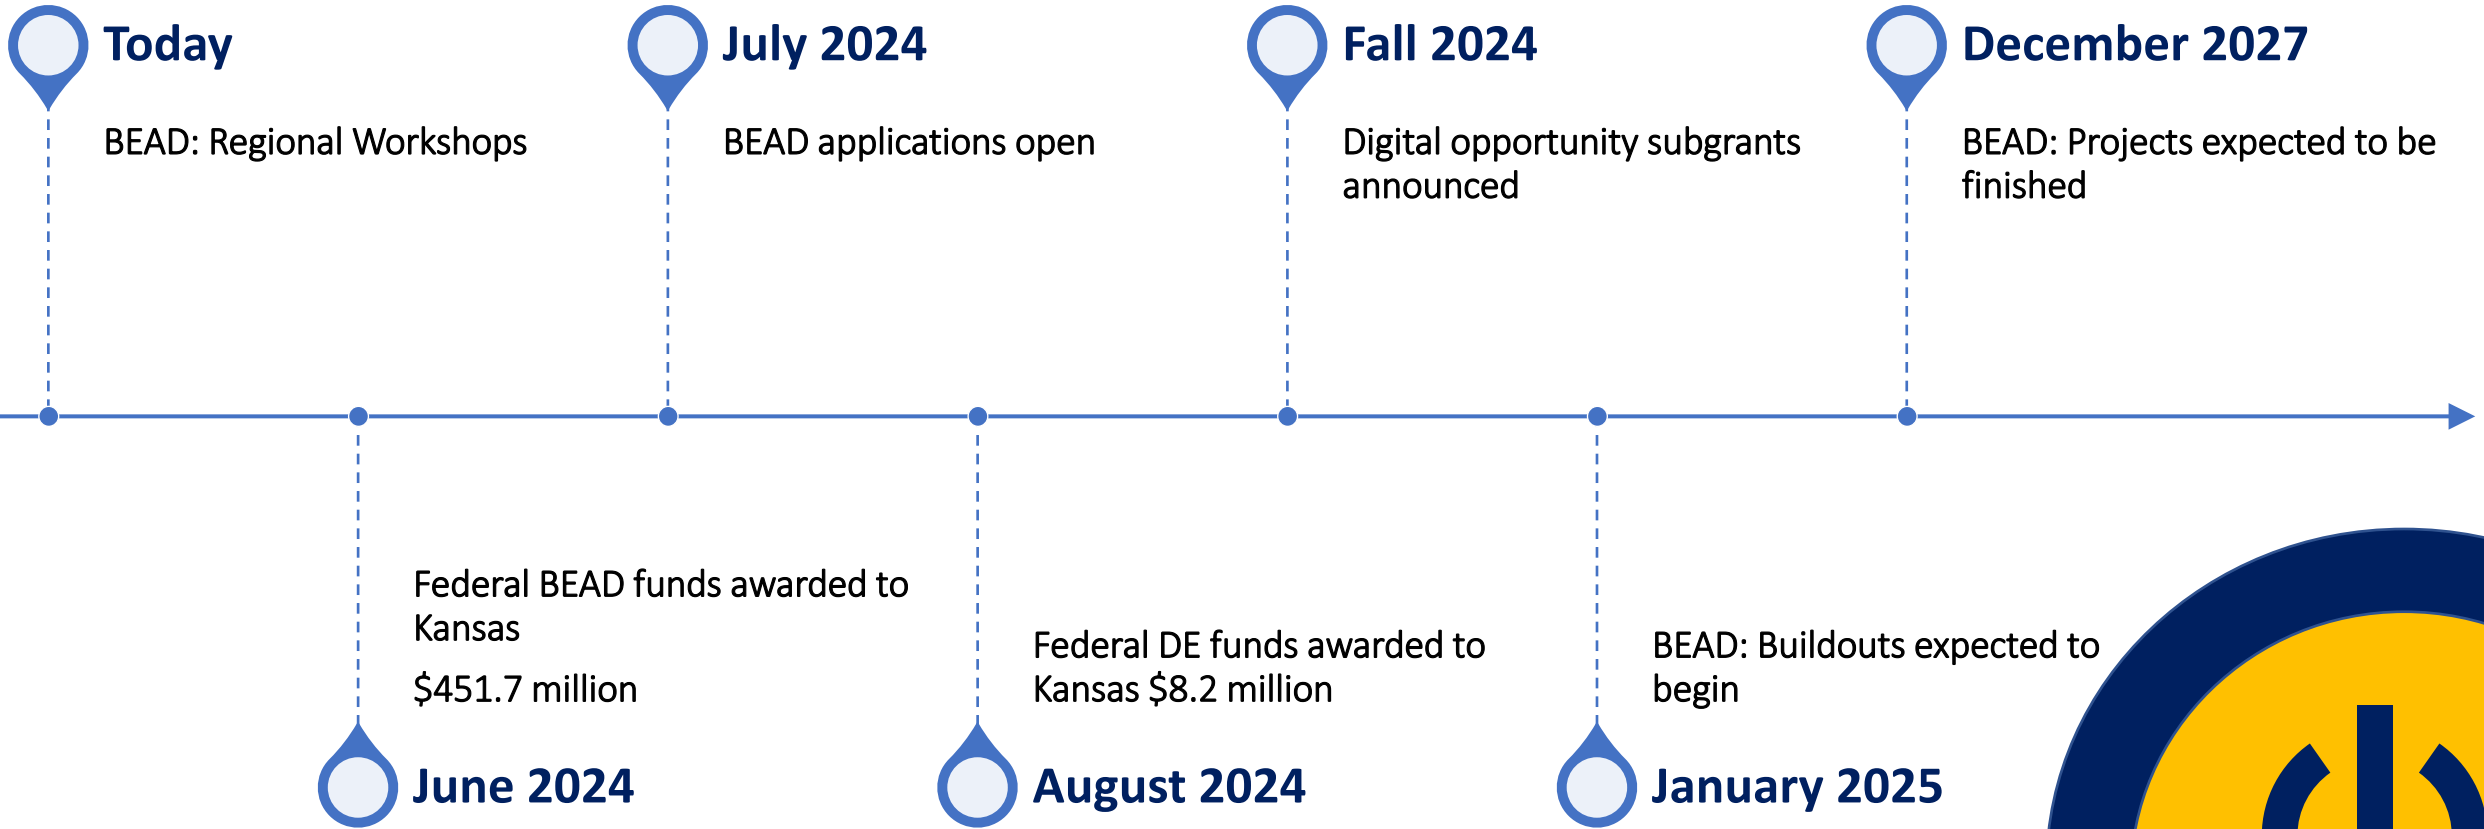 Today
BEAD: Regional Workshops
July 2024
BEAD applications open
Fall 2024
Digital opportunity subgrants
announced
December 2027
BEAD: Projects expected to be
finished
Federal BEAD funds awarded to
Kansas
$451.7 million
June 2024
Federal DE funds awarded to
Kansas $8.2 million
August 2024
BEAD: Buildouts expected to
begin
January 2025